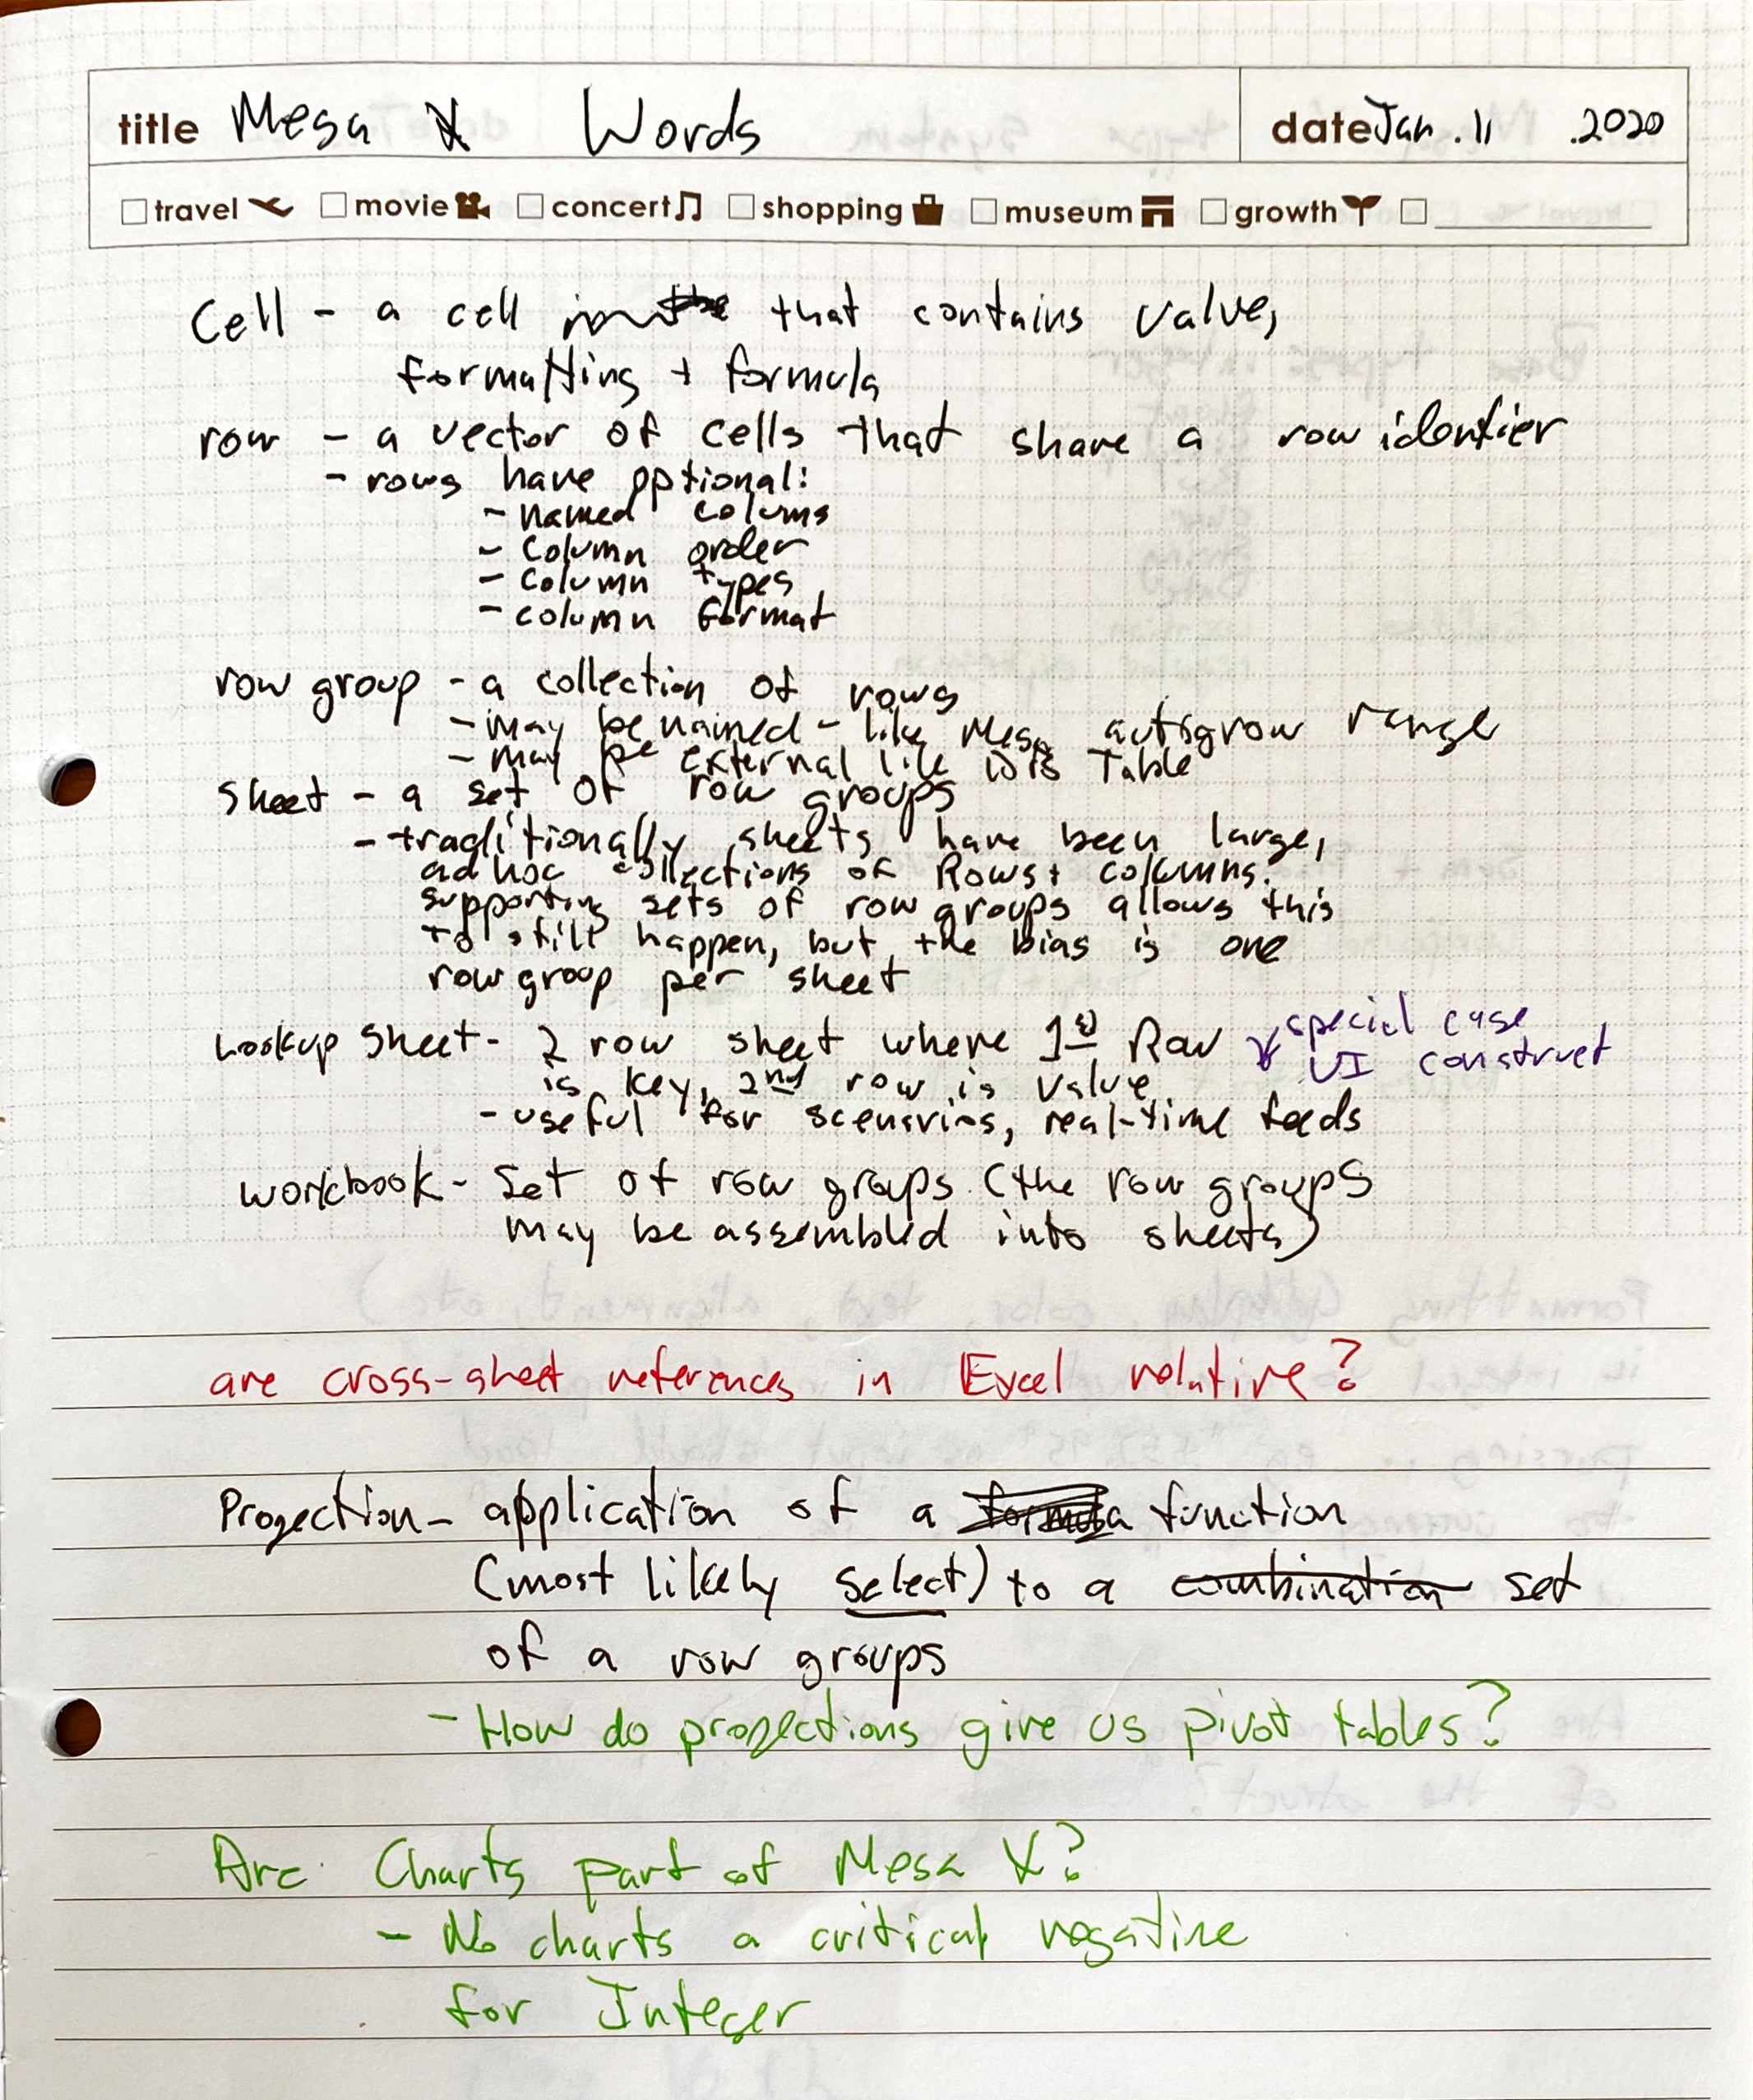 title Mesa X Words
date Jan. 11 .2020
travel movie concert shopping museum growth
Cell - a cell in the that contains value,
formatting + formula
row - a vector of cells that share a row identier
- rows have optional:
- named colums
- column order
- column types
- column format
row group - a collection of rows
- may be named - like Mesa autogrow range
- may be external like Table
Sheet - a set of row groups
- traditionally sheets have been large,
ad hoc collections of Rows + columns.
supporting sets of row groups allows this
to still happen, but the bias is one
row group per sheet
Lookup Sheet - 2 row sheet where 1st Row
special case
UI construct
is key, 2nd row is value
- useful for scenarios, real-time feeds
Workbook - Set of row groups (the row groups
may be assembled into sheets)
are cross-sheet references in Excel relative?
Projection - application of a formula function
(most likely select) to a combination set
of a row groups
- How do projections give us pivot tables?
Are Charts part of Mesa X?
- No charts a critical negative
for Integer